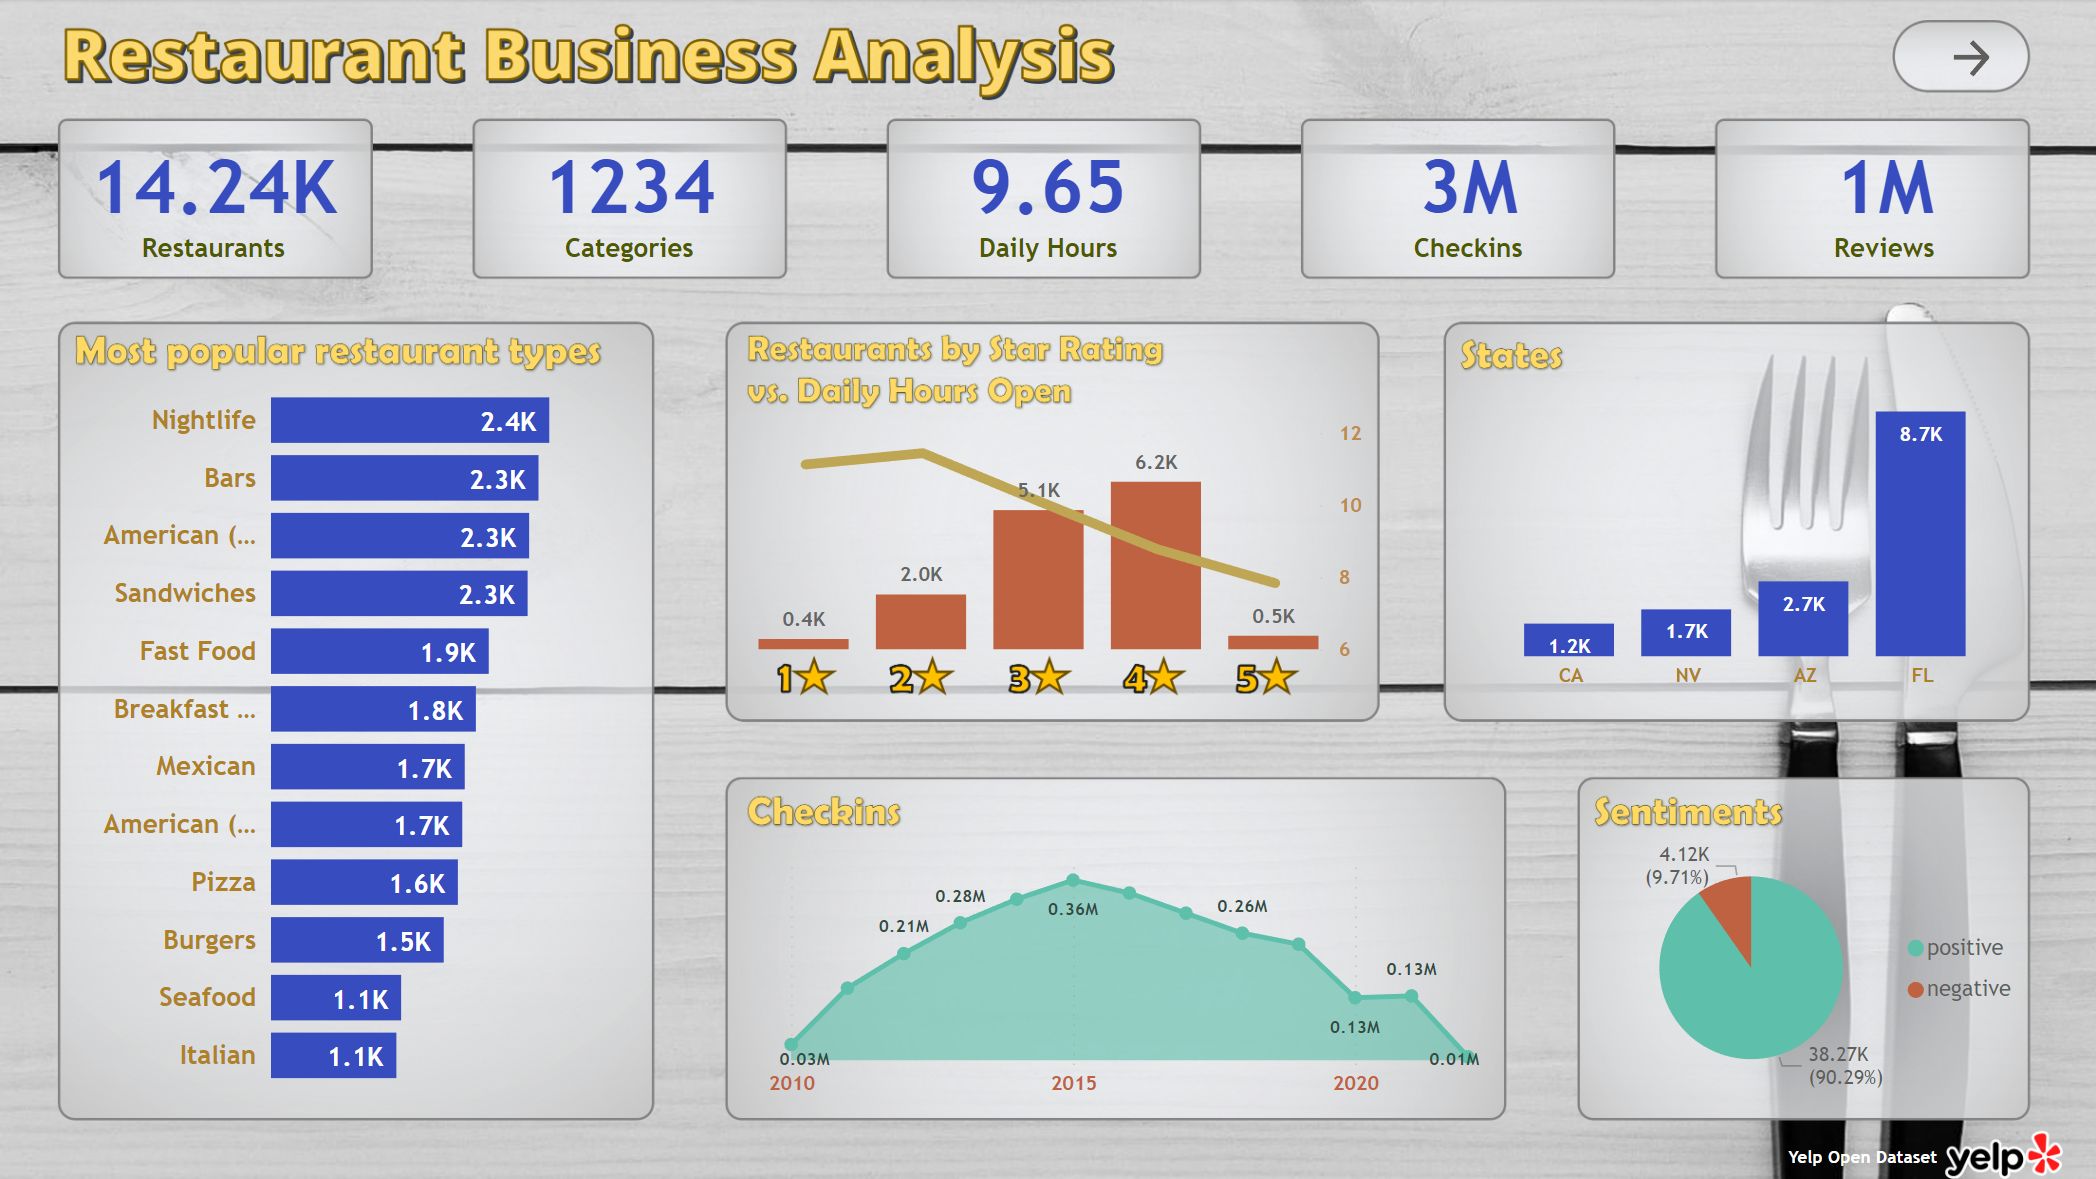 Restaurant Business Analysis
14.24K
Restaurants
1234
Categories
9.65
Daily Hours
3M
Checkins
1M
Reviews
Most popular restaurant types
Nightlife 2.4K
Bars 2.3K
American (... 2.3K
Sandwiches 2.3K
Fast Food 1.9K
Breakfast ... 1.8K
Mexican 1.7K
American (... 1.7K
Pizza 1.6K
Burgers 1.5K
Seafood 1.1K
Italian 1.1K
Restaurants by Star Rating
vs. Daily Hours Open
12
10
8
6
0.4K
2.0K
5.1K
6.2K
0.5K
1 2 3 4 5
States
1.2K
1.7K
2.7K
8.7K
CA NV AZ FL
Checkins
0.03M
0.21M
0.28M
0.36M
0.26M
0.13M
0.13M
0.01M
2010 2015 2020
Sentiments
4.12K
(9.71%)
positive
negative
38.27K
(90.29%)
Yelp Open Dataset yelp